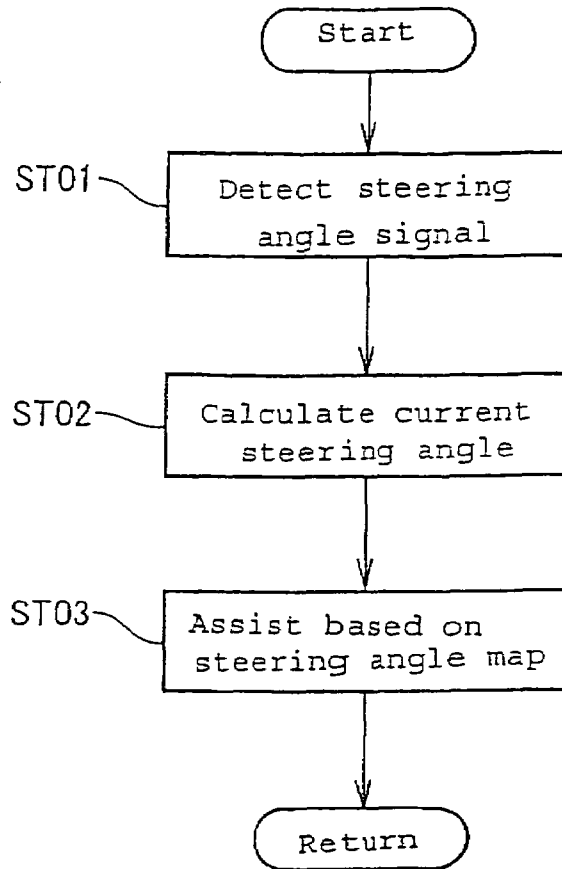 Start
ST01
Detect steering
angle signal
ST02
Calculate current
steering angle
ST03
Assist based on
steering angle map
Return